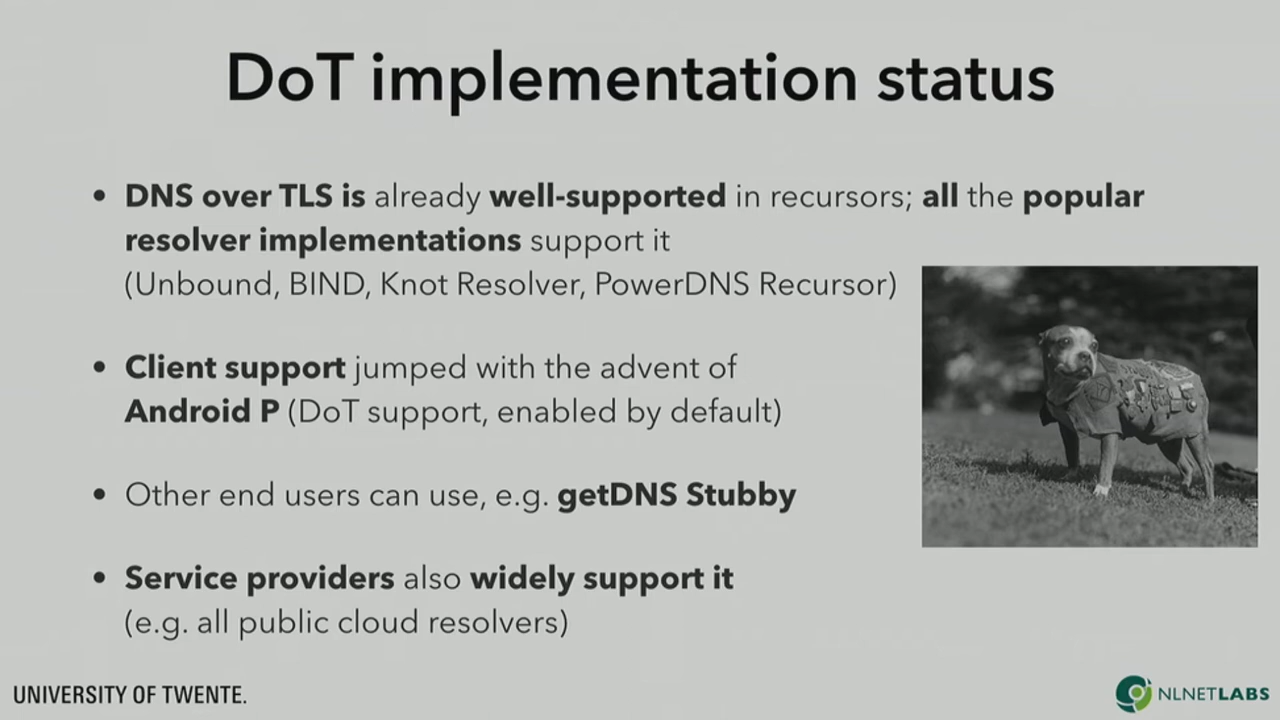 DoT implementation status
• DNS over TLS is already well-supported in recursors; all the popular
resolver implementations support it
(Unbound, BIND, Knot Resolver, PowerDNS Recursor)
• Client support jumped with the advent of
Android P (DoT support, enabled by default)
• Other end users can use, e.g. getDNS Stubby
• Service providers also widely support it
(e.g. all public cloud resolvers)
UNIVERSITY OF TWENTE.
NLNETLABS